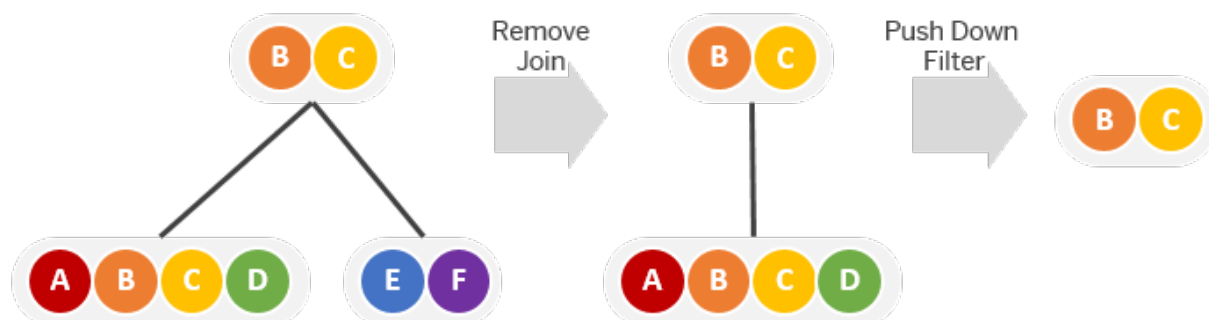 B C
Remove
Join
B C
Push Down
Filter
B C
A B C D
E F
A B C D